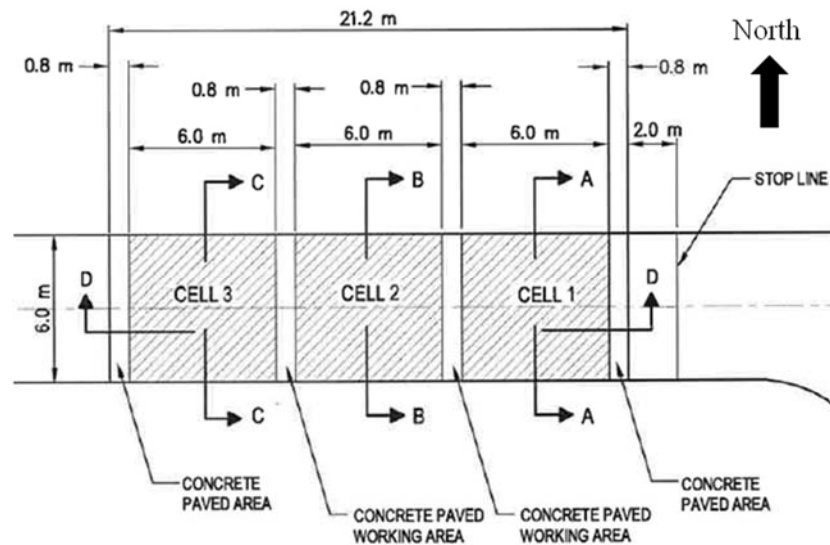 21.2 m
North
0.8 m
0.8 m
0.8 m
0.8 m
6.0 m
6.0 m
6.0 m
2.0 m
C
B
A
STOP LINE
D
CELL 3
CELL 2
CELL 1
D
6.0 m
C
B
A
CONCRETE
PAVED AREA
CONCRETE PAVED
WORKING AREA
CONCRETE PAVED
WORKING AREA
CONCRETE
PAVED AREA